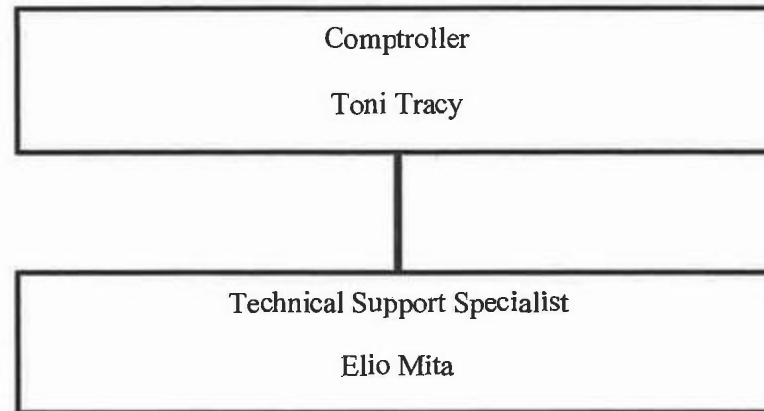 Comptroller
Toni Tracy
Technical Support Specialist
Elio Mita